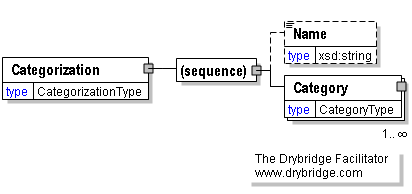 Name
type xsd:string
Categorization
type CategorizationType
(sequence)
Category
type CategoryType
1.. ∞
The Drybridge Facilitator
www.drybridge.com